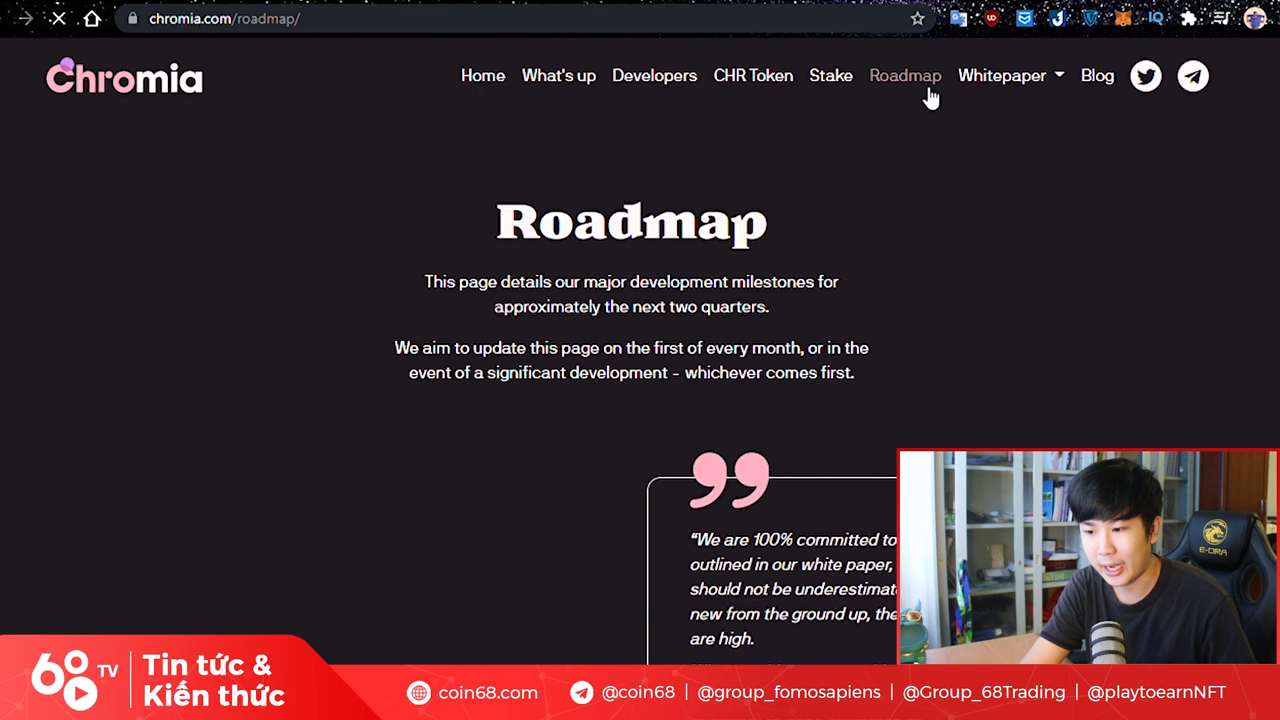 chromia.com/roadmap/
Chromia
Home What's up Developers CHR Token Stake Roadmap Whitepaper Blog
Roadmap
This page details our major development milestones for
approximately the next two quarters.
We aim to update this page on the first of every month, or in the
event of a significant development - whichever comes first.
"We are 100% committed to
outlined in our white paper,
should not be
new from the ground up,
are high.
E-DRA
68 TV
Tin tức &
Kiến thức
coin68.com @coin68 | @group_fomosapiens | @Group_68Trading | @playtoearnNFT